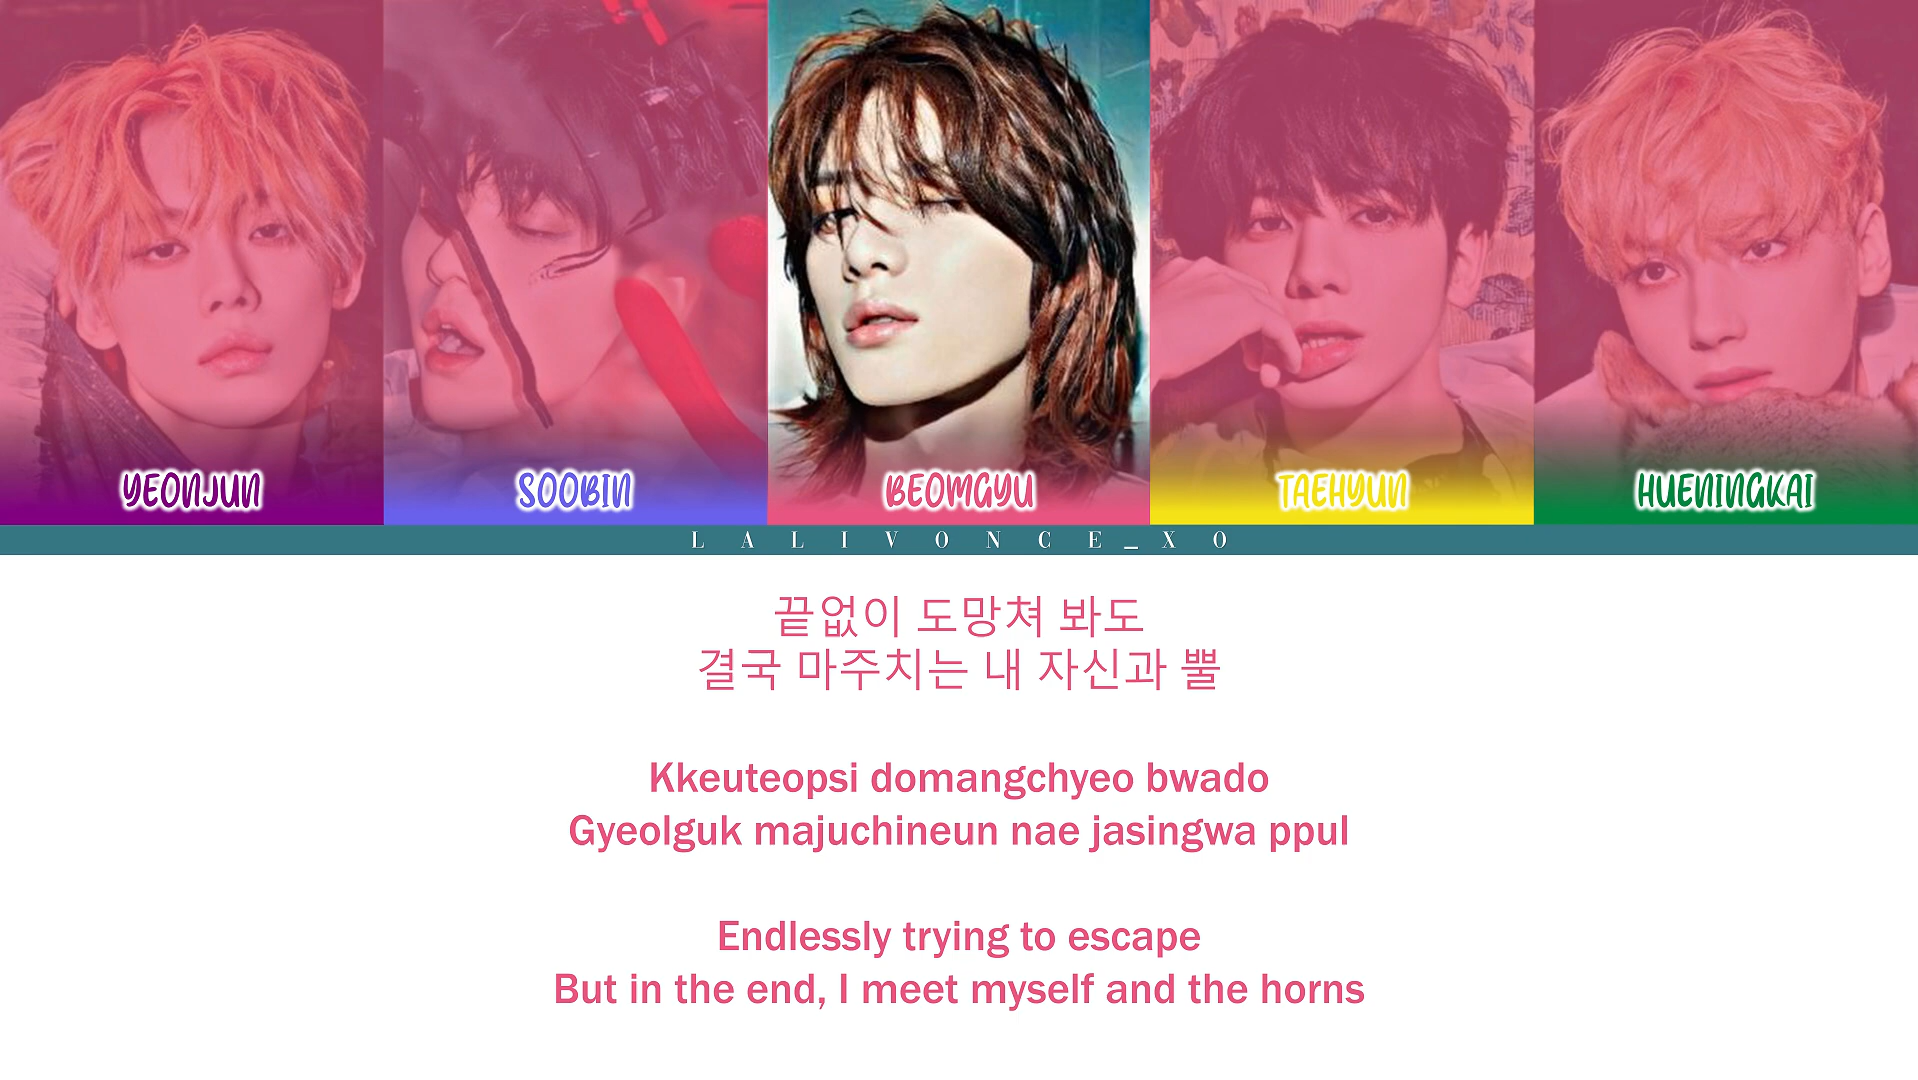 YEONJUN
SOOBIN
BEOMGYU
TAEHYUN
HUENINGKAI
LALIVONCE_XO
끝없이 도망쳐 봐도
결국 마주치는 내 자신과 뿔
Kkeuteopsi domangchyeo bwado
Gyeolguk majuchineun nae jasingwa ppul
Endlessly trying to escape
But in the end, I meet myself and the horns